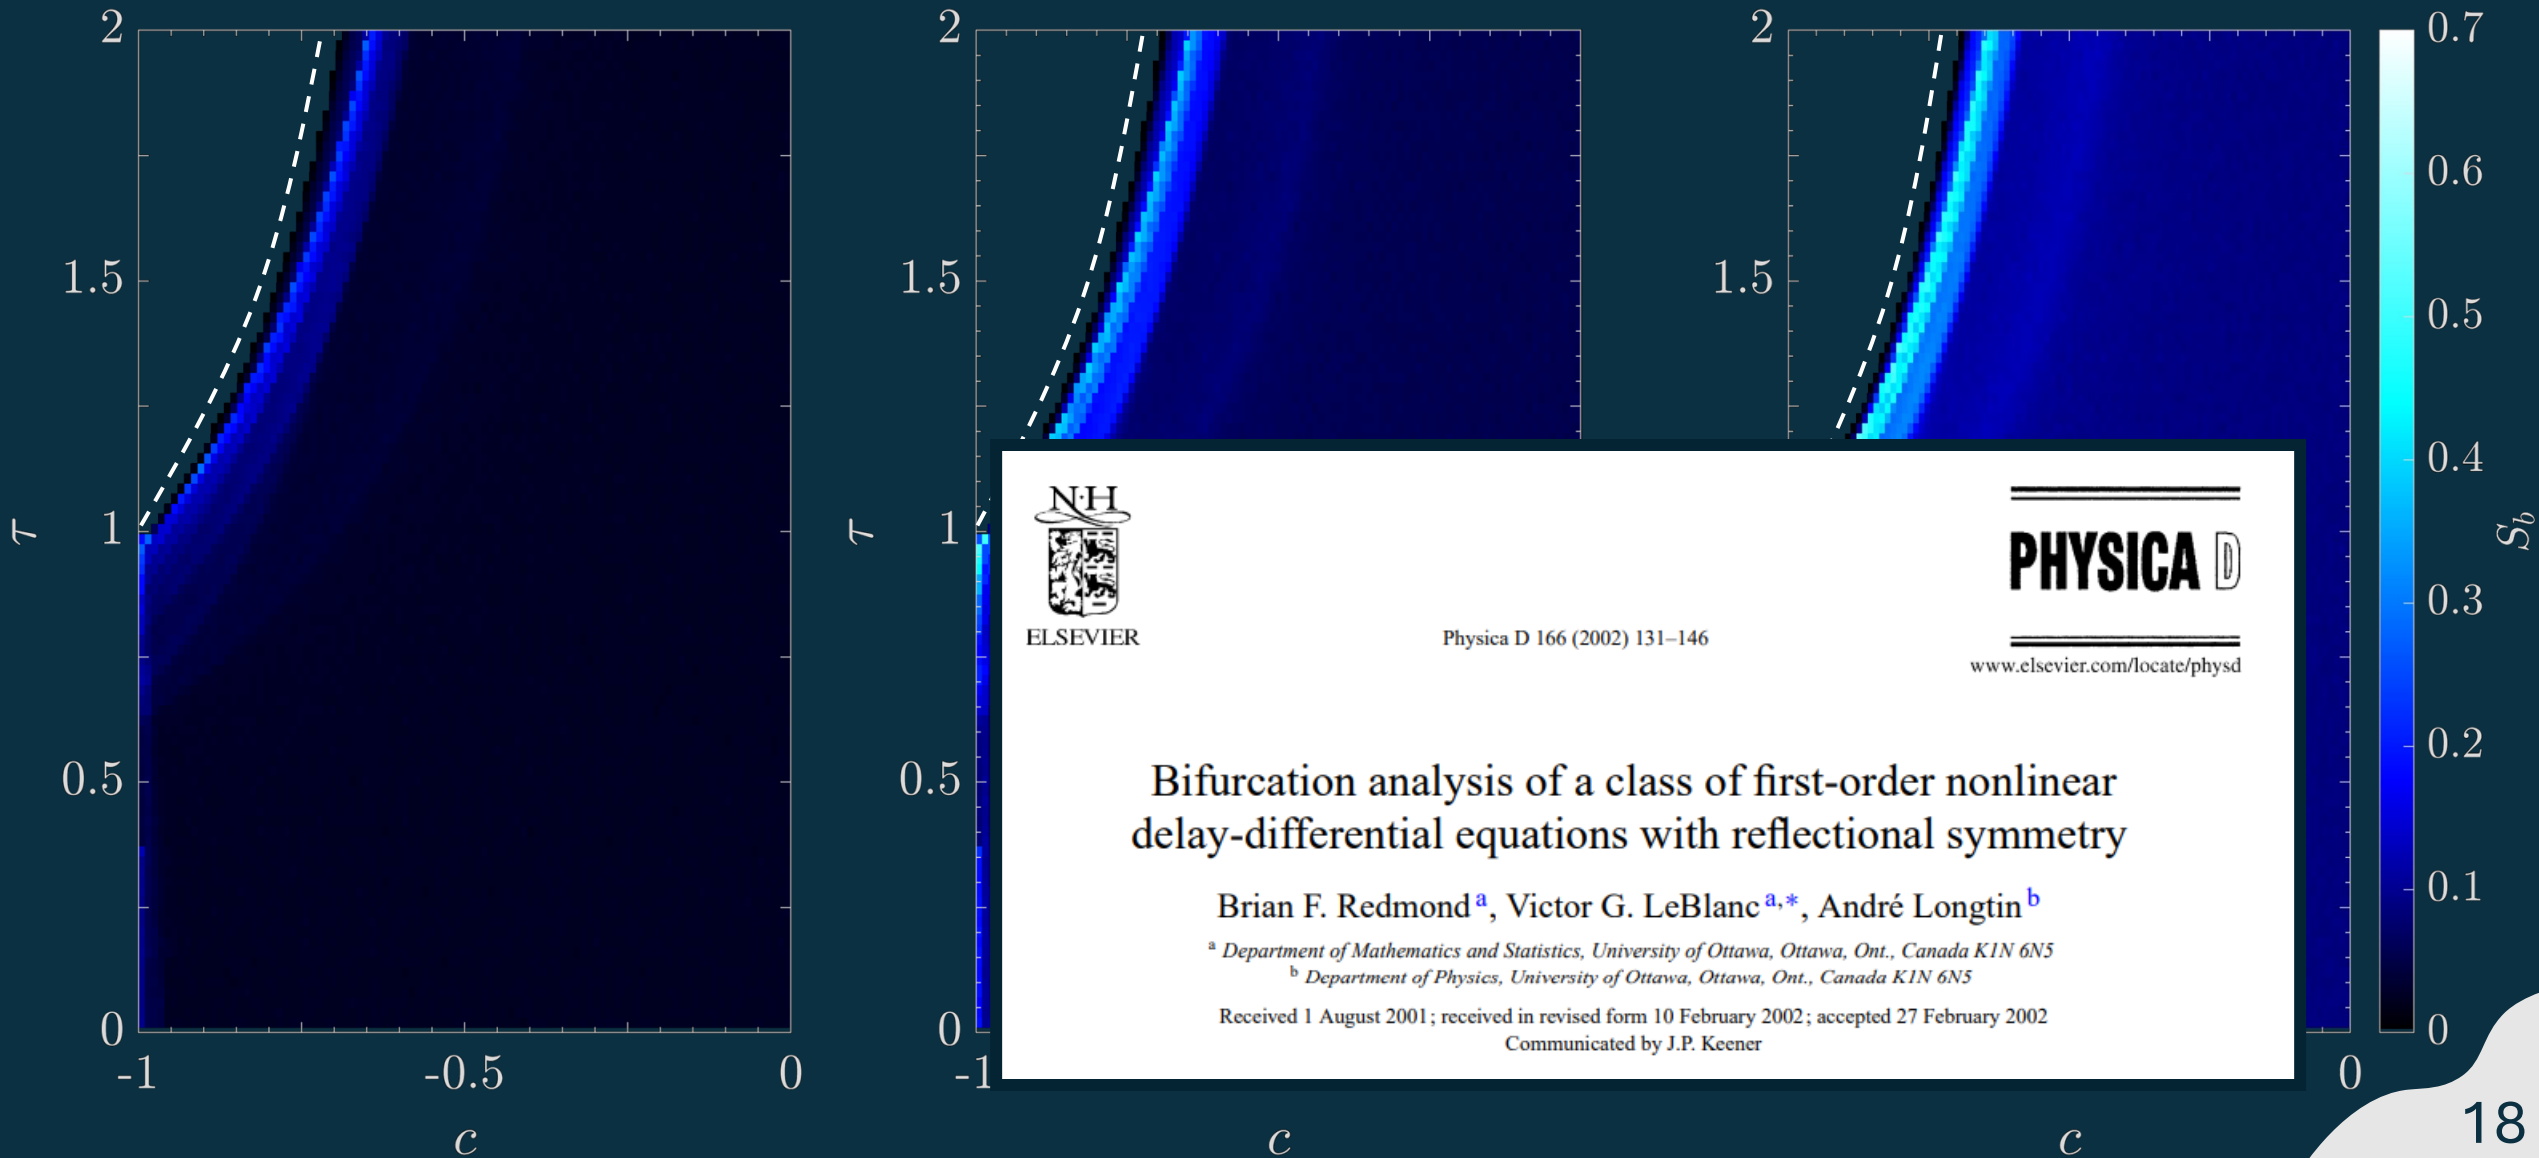 2
1.5
1
0.5
0
τ
-1
-0.5
0
c
2
1.5
1
0.5
0
τ
-1
c
2
1.5
0
c
0.7
0.6
0.5
0.4
0.3
0.2
0.1
0
S_b
N·H
ELSEVIER
Physica D 166 (2002) 131–146
PHYSICA D
www.elsevier.com/locate/physd
Bifurcation analysis of a class of first-order nonlinear
delay-differential equations with reflectional symmetry
Brian F. Redmond a, Victor G. LeBlanc a,*, André Longtin b
a Department of Mathematics and Statistics, University of Ottawa, Ottawa, Ont., Canada K1N 6N5
b Department of Physics, University of Ottawa, Ottawa, Ont., Canada K1N 6N5
Received 1 August 2001; received in revised form 10 February 2002; accepted 27 February 2002
Communicated by J.P. Keener
18